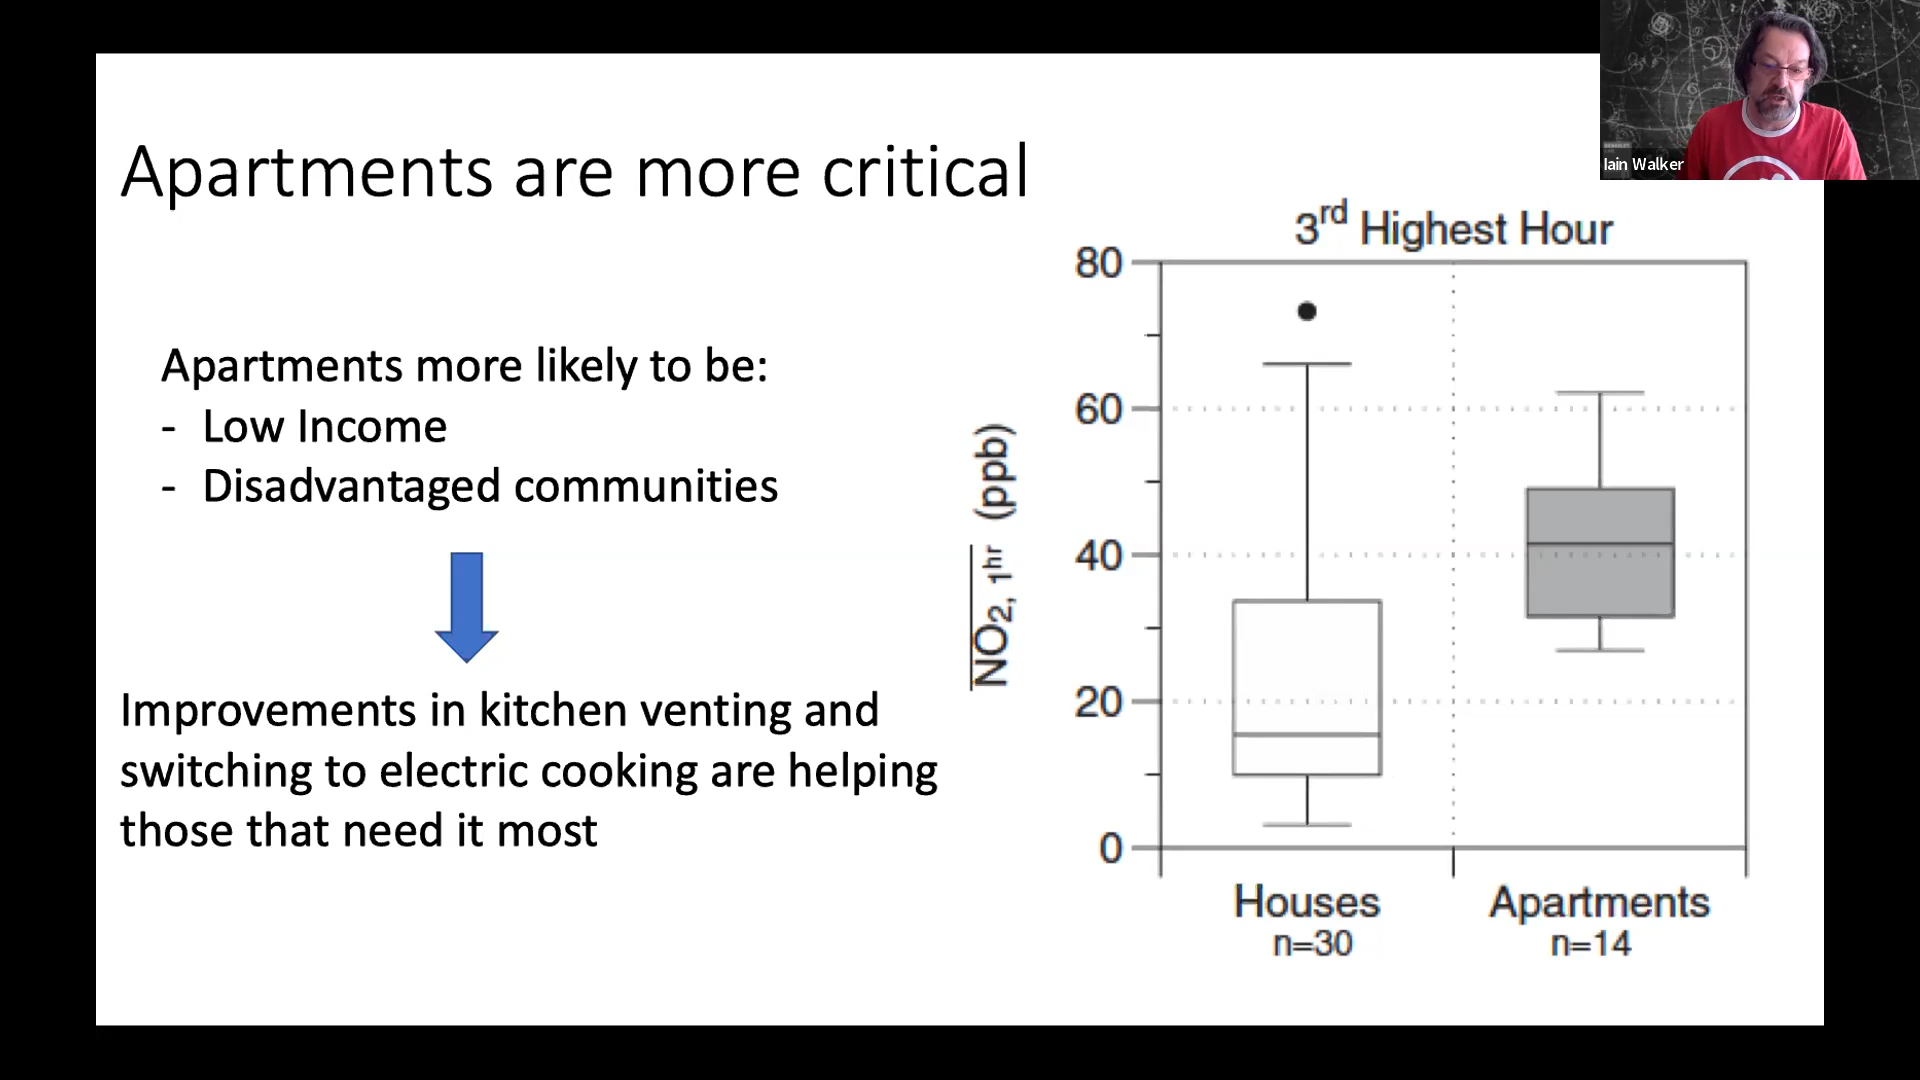 Apartments are more critical
Iain Walker
Apartments more likely to be:
- Low Income
- Disadvantaged communities
Improvements in kitchen venting and
switching to electric cooking are helping
those that need it most
3rd Highest Hour
NO2, 1hr (ppb)
80
60
40
20
0
Houses
n=30
Apartments
n=14